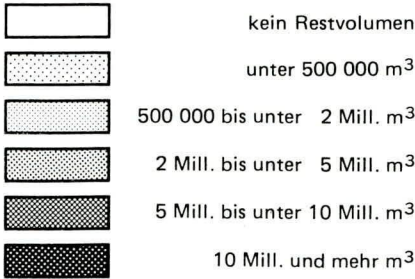 kein Restvolumen
unter 500 000 m³
500 000 bis unter 2 Mill. m³
2 Mill. bis unter 5 Mill. m³
5 Mill. bis unter 10 Mill. m³
10 Mill. und mehr m³